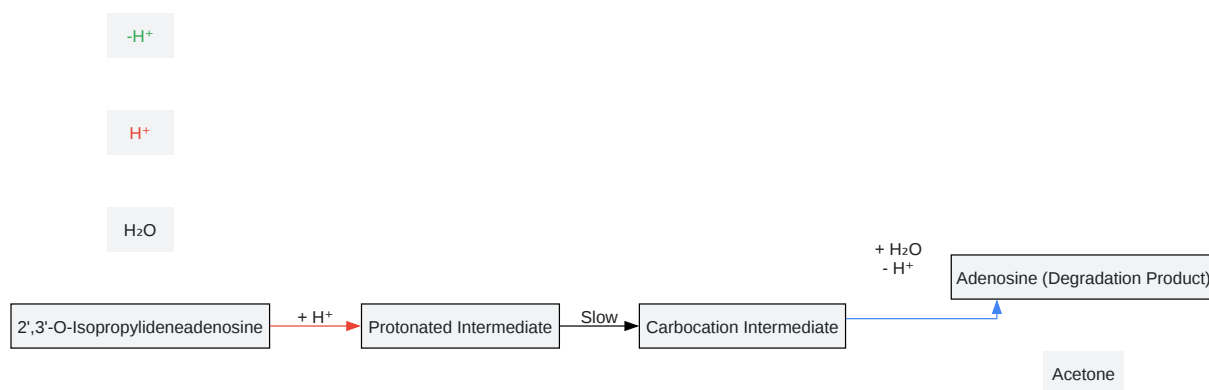 -H⁺
H⁺
H₂O
+ H₂O
- H⁺
Adenosine (Degradation Product)
2',3'-O-Isopropylideneadenosine
+ H⁺
Protonated Intermediate
Slow
Carbocation Intermediate
Acetone